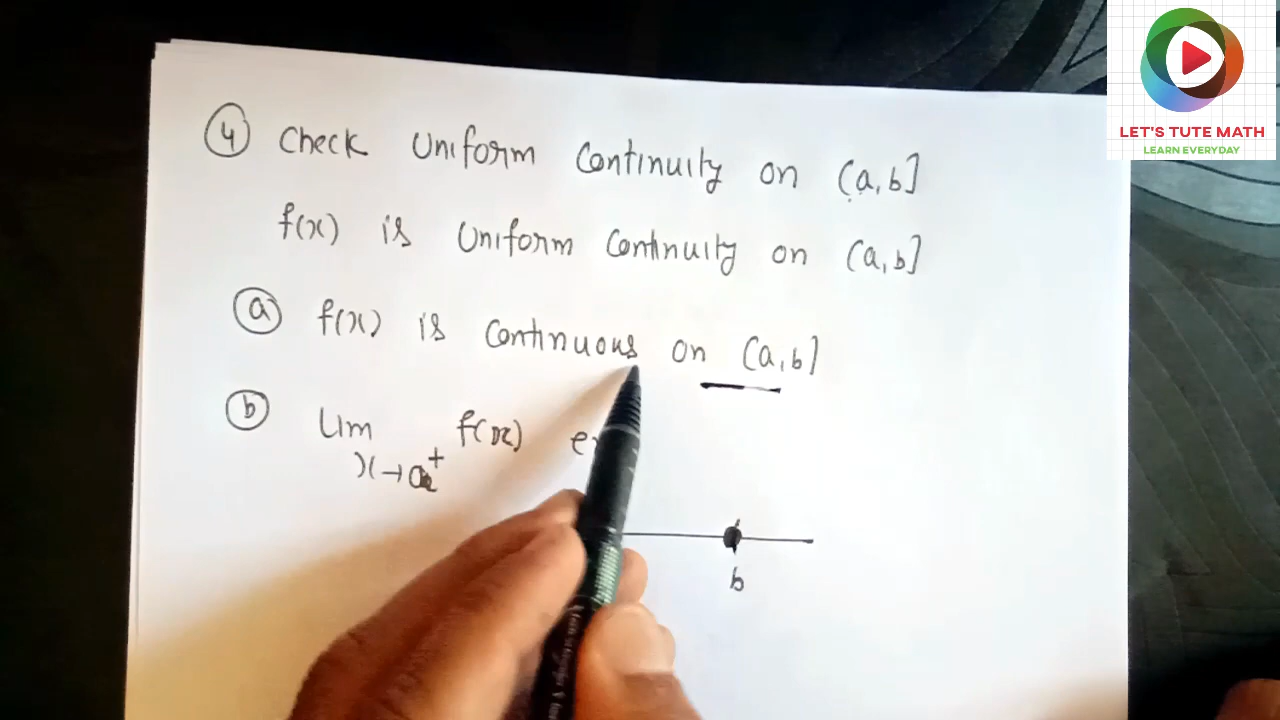 ④ Check Uniform Continuity on (a,b]
f(x) is Uniform Continuity on (a,b]
ⓐ f(x) is Continuous on (a,b]
ⓑ Lim f(x)
x→a⁺
b
LET'S TUTE MATH
LEARN EVERYDAY